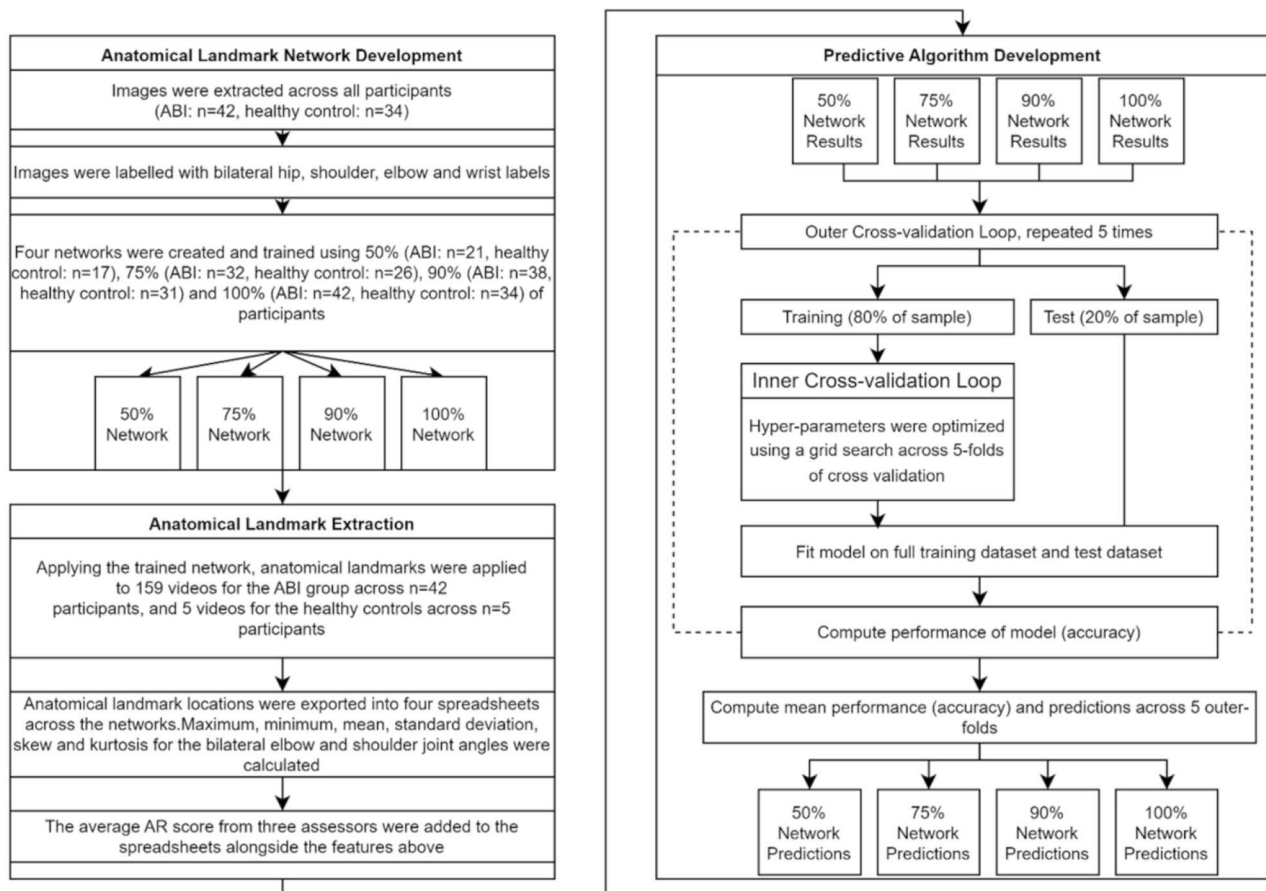 Anatomical Landmark Network Development
Images were extracted across all participants
(ABI: n=42, healthy control: n=34)
Images were labelled with bilateral hip, shoulder, elbow and wrist labels
Four networks were created and trained using 50% (ABI: n=21, healthy
control: n=17), 75% (ABI: n=32, healthy control: n=26), 90% (ABI: n=38,
healthy control: n=31) and 100% (ABI: n=42, healthy control: n=34) of
participants
50%
Network
75%
Network
90%
Network
100%
Network
Anatomical Landmark Extraction
Applying the trained network, anatomical landmarks were applied
to 159 videos for the ABI group across n=42
participants, and 5 videos for the healthy controls across n=5
participants
Anatomical landmark locations were exported into four spreadsheets
across the networks.Maximum, minimum, mean, standard deviation,
skew and kurtosis for the bilateral elbow and shoulder joint angles were
calculated
The average AR score from three assessors were added to the
spreadsheets alongside the features above
Predictive Algorithm Development
50%
Network
Results
75%
Network
Results
90%
Network
Results
100%
Network
Results
Outer Cross-validation Loop, repeated 5 times
Training (80% of sample)
Test (20% of sample)
Inner Cross-validation Loop
Hyper-parameters were optimized
using a grid search across 5-folds
of cross validation
Fit model on full training dataset and test dataset
Compute performance of model (accuracy)
Compute mean performance (accuracy) and predictions across 5 outer-
folds
50%
Network
Predictions
75%
Network
Predictions
90%
Network
Predictions
100%
Network
Predictions